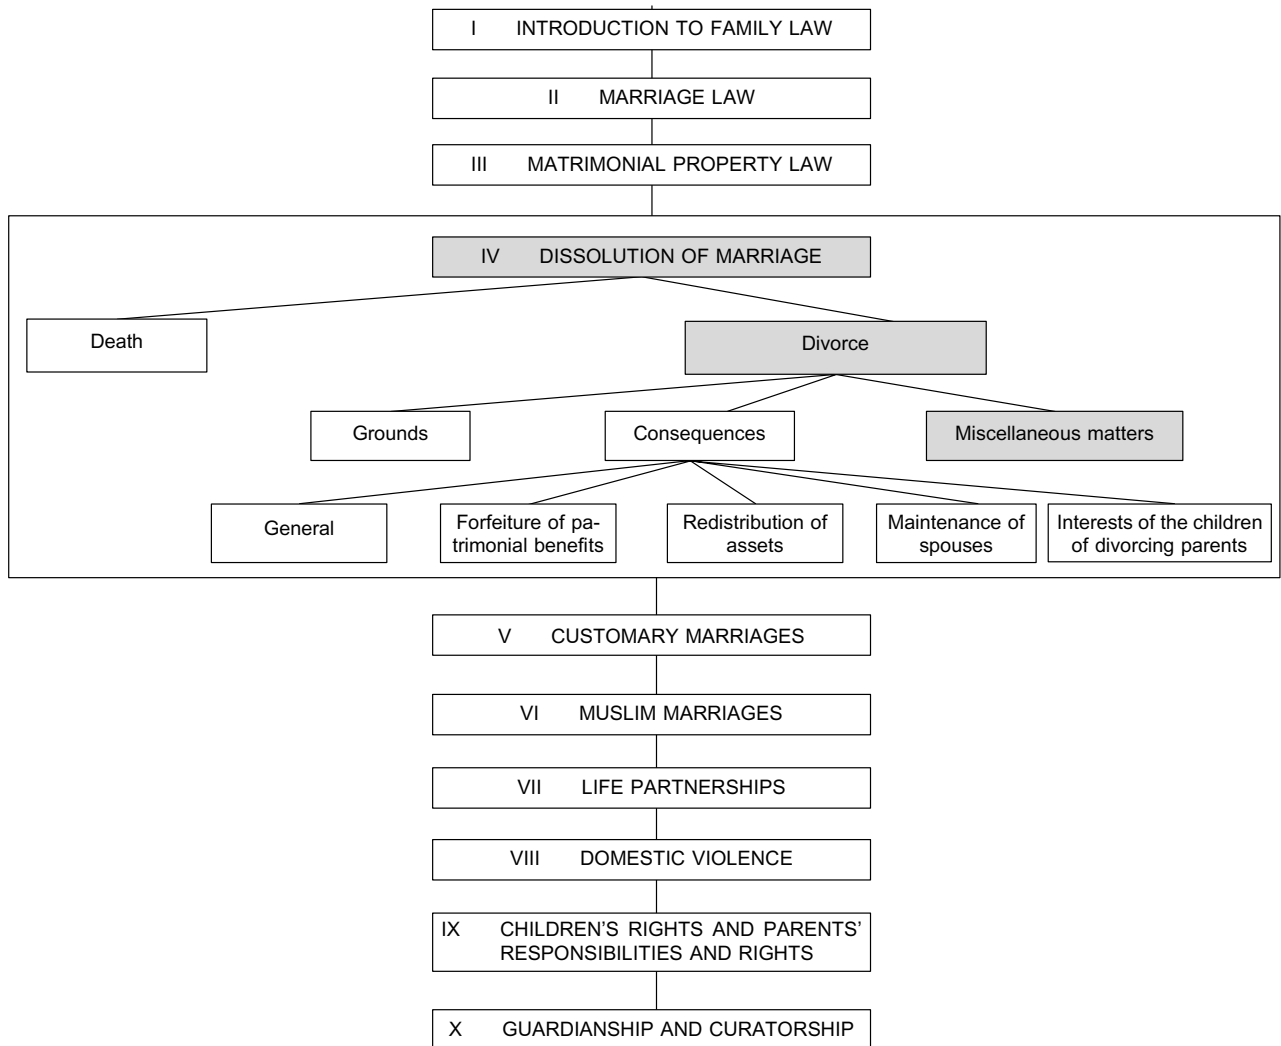 I INTRODUCTION TO FAMILY LAW
II MARRIAGE LAW
III MATRIMONIAL PROPERTY LAW
IV DISSOLUTION OF MARRIAGE
Death
Divorce
Grounds
Consequences
Miscellaneous matters
General
Forfeiture of pa-
trimonial benefits
Redistribution of
assets
Maintenance of
spouses
Interests of the children
of divorcing parents
V CUSTOMARY MARRIAGES
VI MUSLIM MARRIAGES
VII LIFE PARTNERSHIPS
VIII DOMESTIC VIOLENCE
IX CHILDREN’S RIGHTS AND PARENTS’
RESPONSIBILITIES AND RIGHTS
X GUARDIANSHIP AND CURATORSHIP